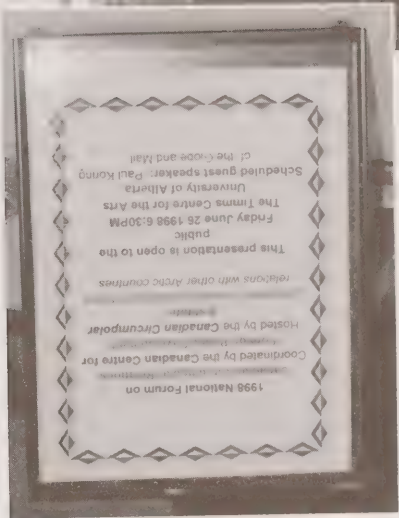 1998 National Forum on
Coordinated by the Canadian Centre for
Hosted by the Canadian Circumpolar
relations with other Arctic countries
This presentation is open to the
public
Friday June 26 1998 6:30PM
The Timms Centre for the Arts
University of Alberta
Scheduled guest speaker: Paul Koring
of the Globe and Mail